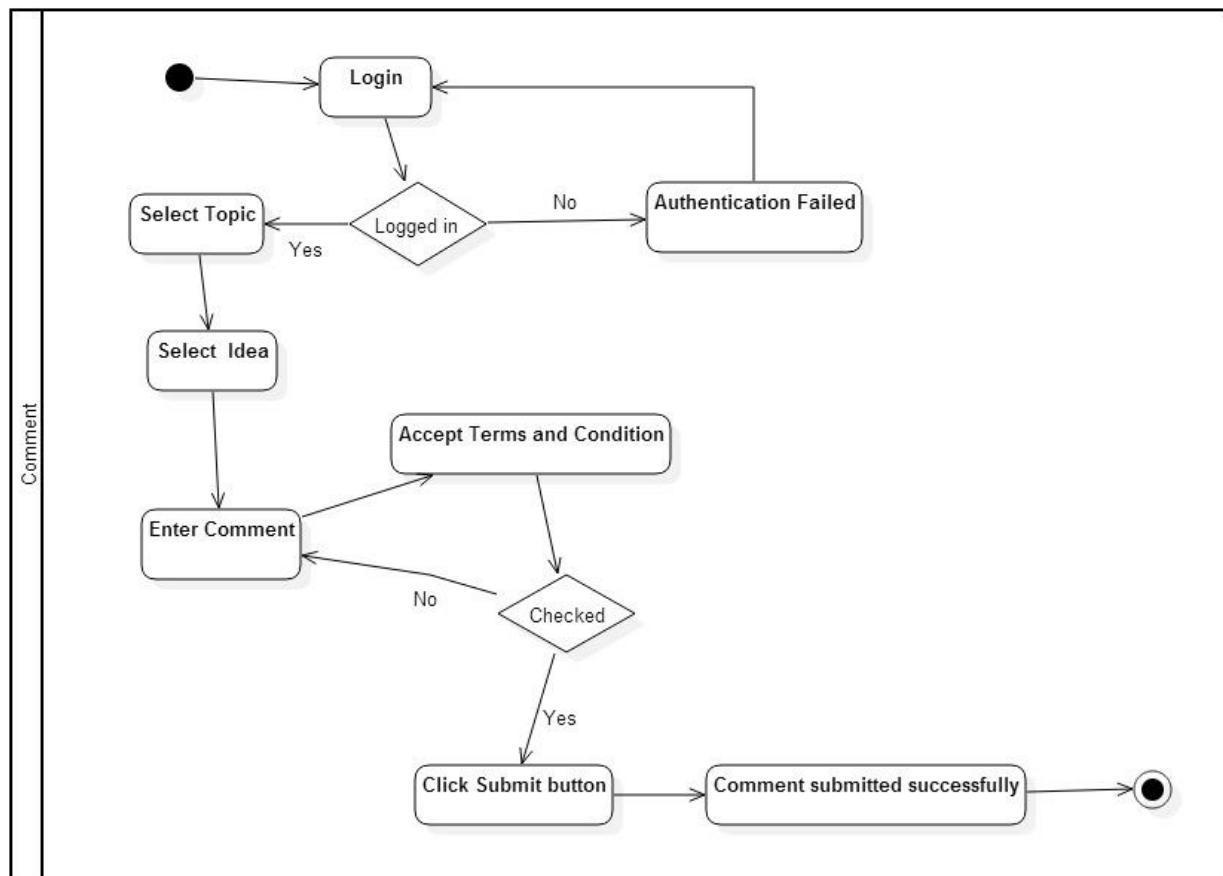 Login
Select Topic
Logged in
No
Authentication Failed
Yes
Select Idea
Comment
Accept Terms and Condition
Enter Comment
No
Checked
Yes
Click Submit button
Comment submitted successfully